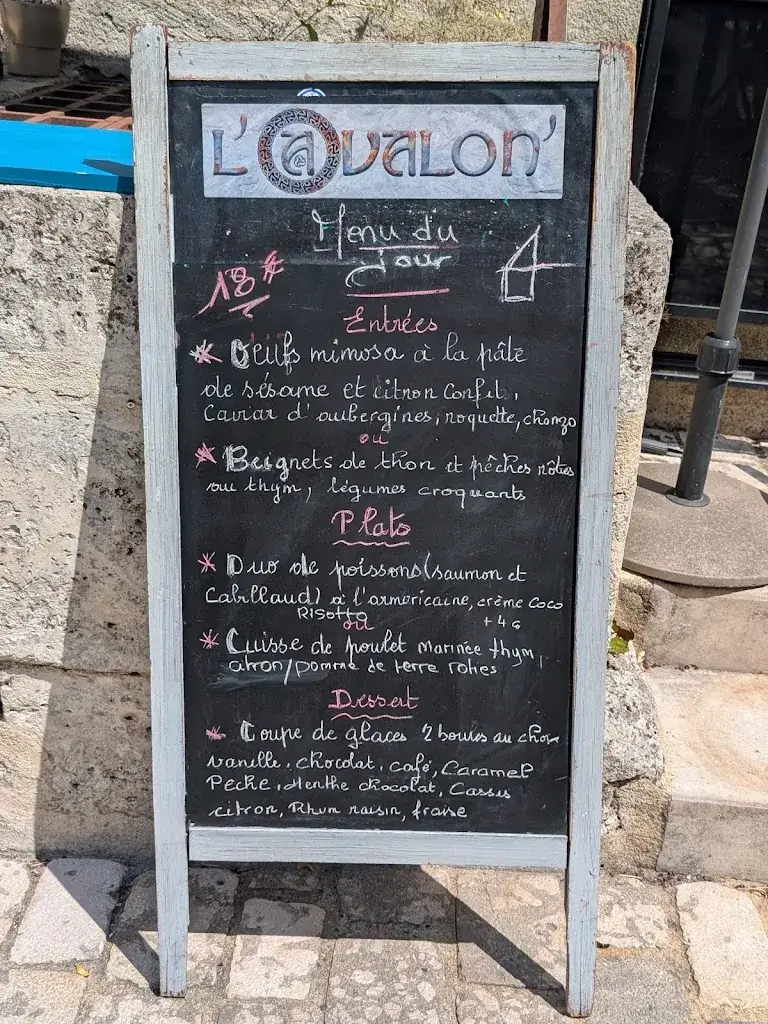 L'AVALON'
Menu du
Jour
18 €
Entrées
* Oeufs mimosa à la pâte
de sésame et citron confit,
Caviar d'aubergines, roquette, chorizo
ou
* Beignets de thon et pêches rôties
au thym, légumes croquants
Plats
* Duo de poissons (saumon et
Cabillaud) à l'armoricaine, crème coco
Risotto +4€
ou
* Cuisse de poulet marinée thym,
citron/pomme de terre roties
Dessert
* Coupe de glaces 2 boules au choix
vanille, chocolat, café, Caramel
Pêche, Menthe chocolat, Cassis
citron, Rhum raisin, fraise